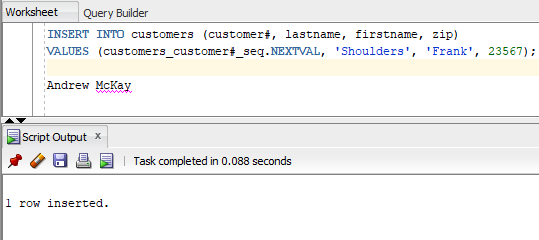 Worksheet Query Builder
INSERT INTO customers (customer#, lastname, firstname, zip)
VALUES (customers_customer#_seq.NEXTVAL, 'Shoulders', 'Frank', 23567);
Andrew McKay
Script Output x
Task completed in 0.088 seconds
1 row inserted.